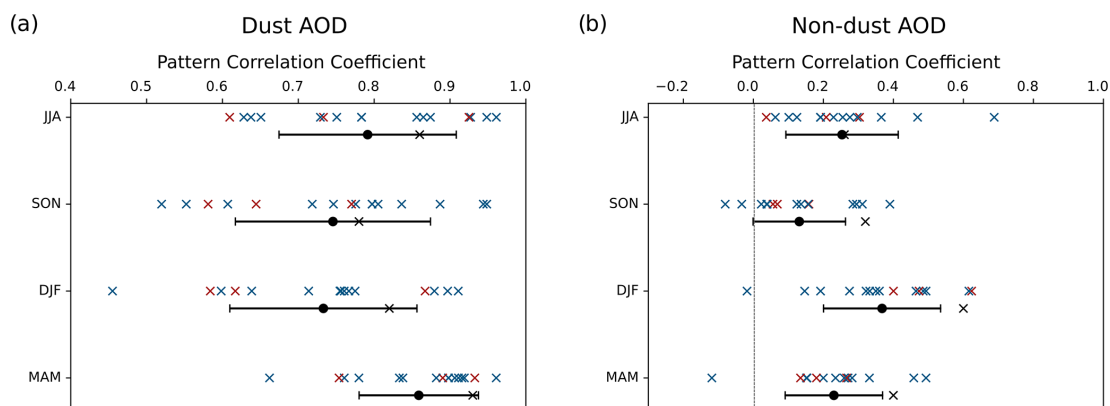 (a)
Dust AOD
Pattern Correlation Coefficient
0.4 0.5 0.6 0.7 0.8 0.9 1.0
JJA
SON
DJF
MAM
(b)
Non-dust AOD
Pattern Correlation Coefficient
−0.2 0.0 0.2 0.4 0.6 0.8 1.0
JJA
SON
DJF
MAM